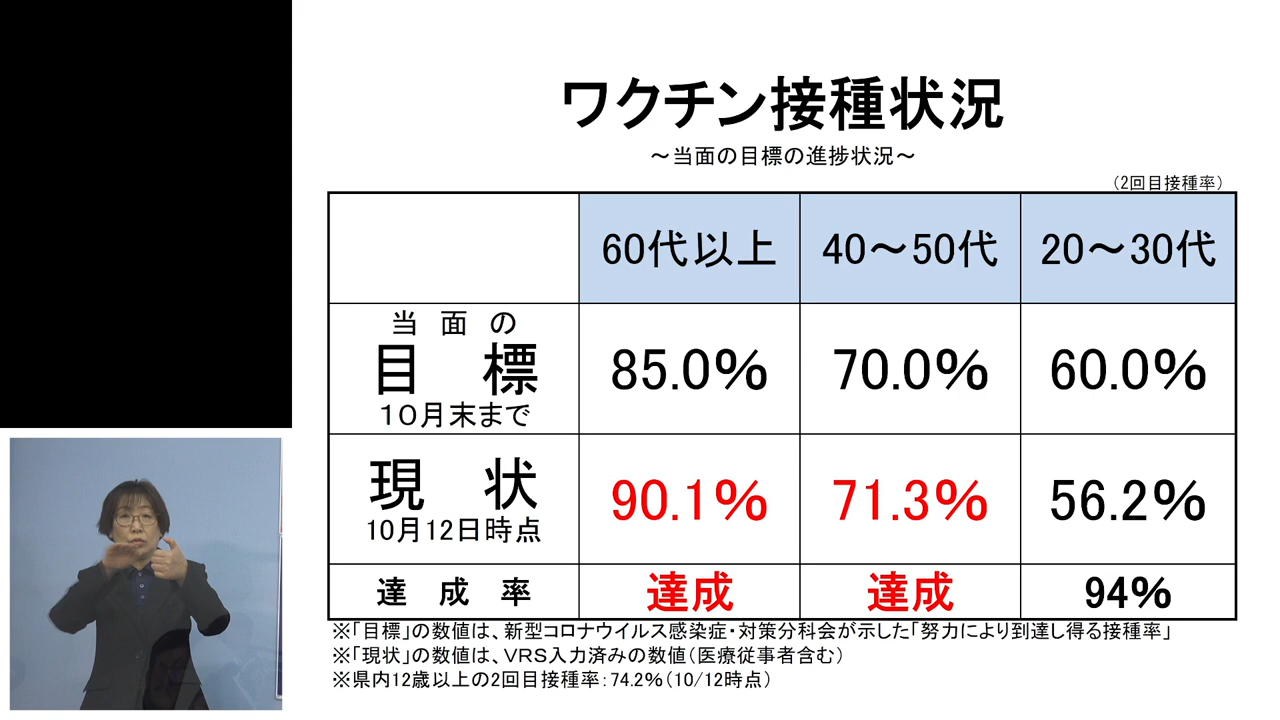 ワクチン接種状況
～当面の目標の進捗状況～
（2回目接種率）
60代以上 40～50代 20～30代
当面の
目標
10月末まで
85.0% 70.0% 60.0%
現状
10月12日時点
90.1% 71.3% 56.2%
達成率 達成 達成 94%
※「目標」の数値は、新型コロナウイルス感染症・対策分科会が示した「努力により到達し得る接種率」
※「現状」の数値は、VRS入力済みの数値（医療従事者含む）
※県内12歳以上の2回目接種率：74.2%（10/12時点）